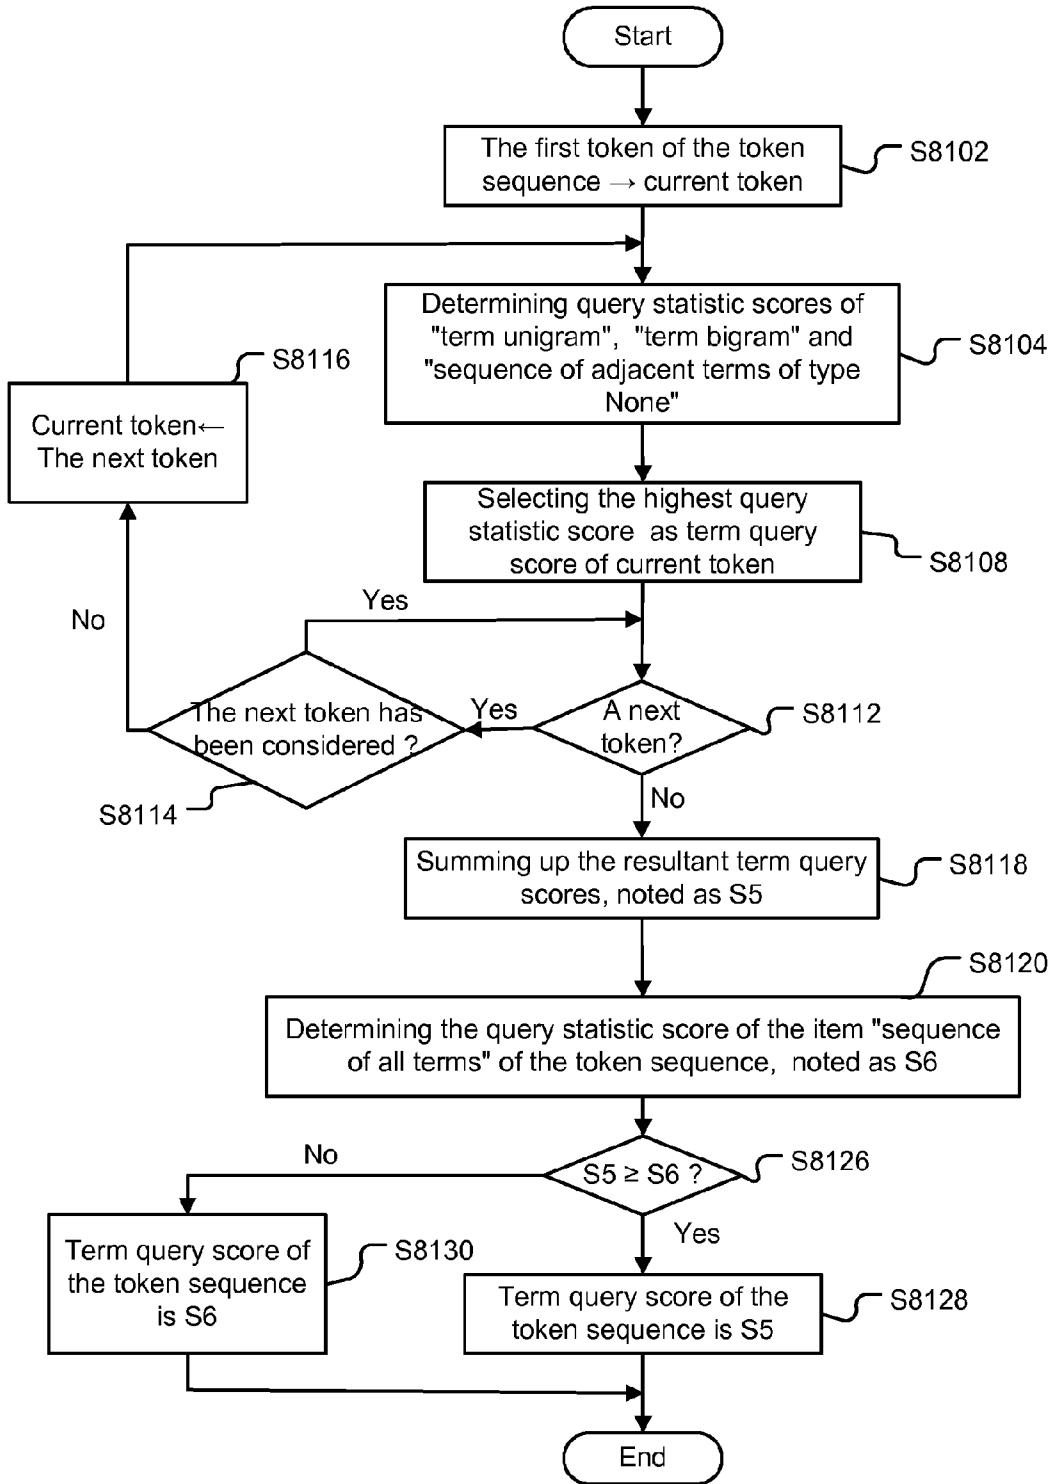 Start
The first token of the token
sequence → current token
S8102
Determining query statistic scores of
"term unigram", "term bigram" and
"sequence of adjacent terms of type
None"
S8104
S8116
Current token←
The next token
Selecting the highest query
statistic score as term query
score of current token
S8108
Yes
No
The next token has
been considered ?
Yes
A next
token?
S8112
S8114
No
Summing up the resultant term query
scores, noted as S5
S8118
S8120
Determining the query statistic score of the item "sequence
of all terms" of the token sequence, noted as S6
No
S5 ≥ S6 ?
S8126
Yes
Term query score of
the token sequence
is S6
S8130
Term query score of the
token sequence is S5
S8128
End